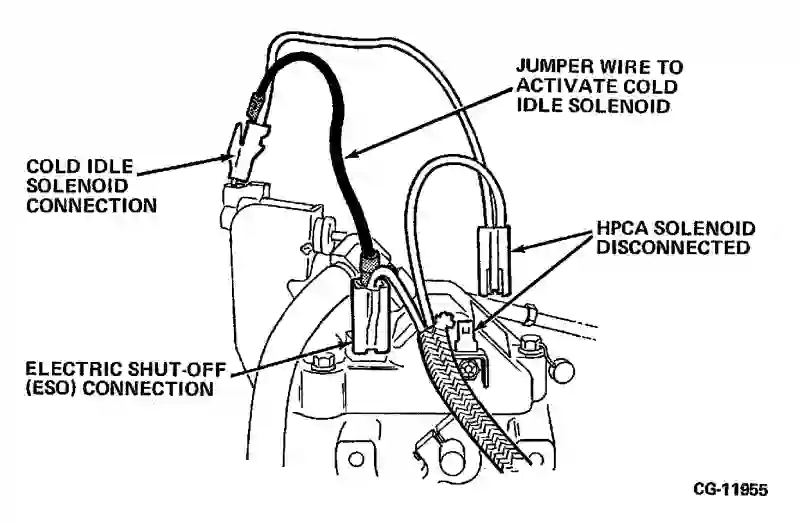 JUMPER WIRE TO
ACTIVATE COLD
IDLE SOLENOID
COLD IDLE
SOLENOID
CONNECTION
HPCA SOLENOID
DISCONNECTED
ELECTRIC SHUT-OFF
(ESO) CONNECTION
CG-11955